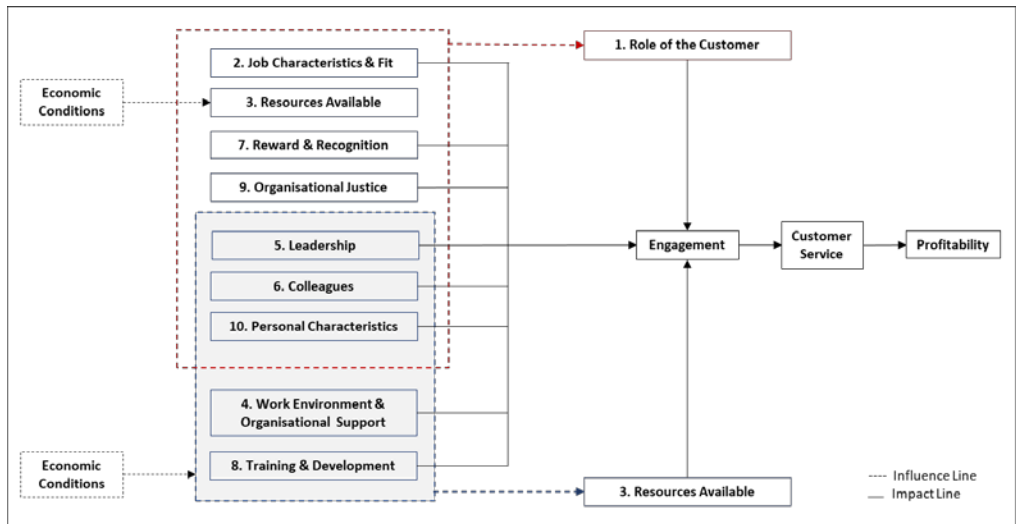 1. Role of the Customer
2. Job Characteristics & Fit
Economic
Conditions
3. Resources Available
7. Reward & Recognition
9. Organisational Justice
5. Leadership
Engagement
Customer
Service
Profitability
6. Colleagues
10. Personal Characteristics
4. Work Environment &
Organisational Support
Economic
Conditions
8. Training & Development
3. Resources Available
Influence Line
Impact Line